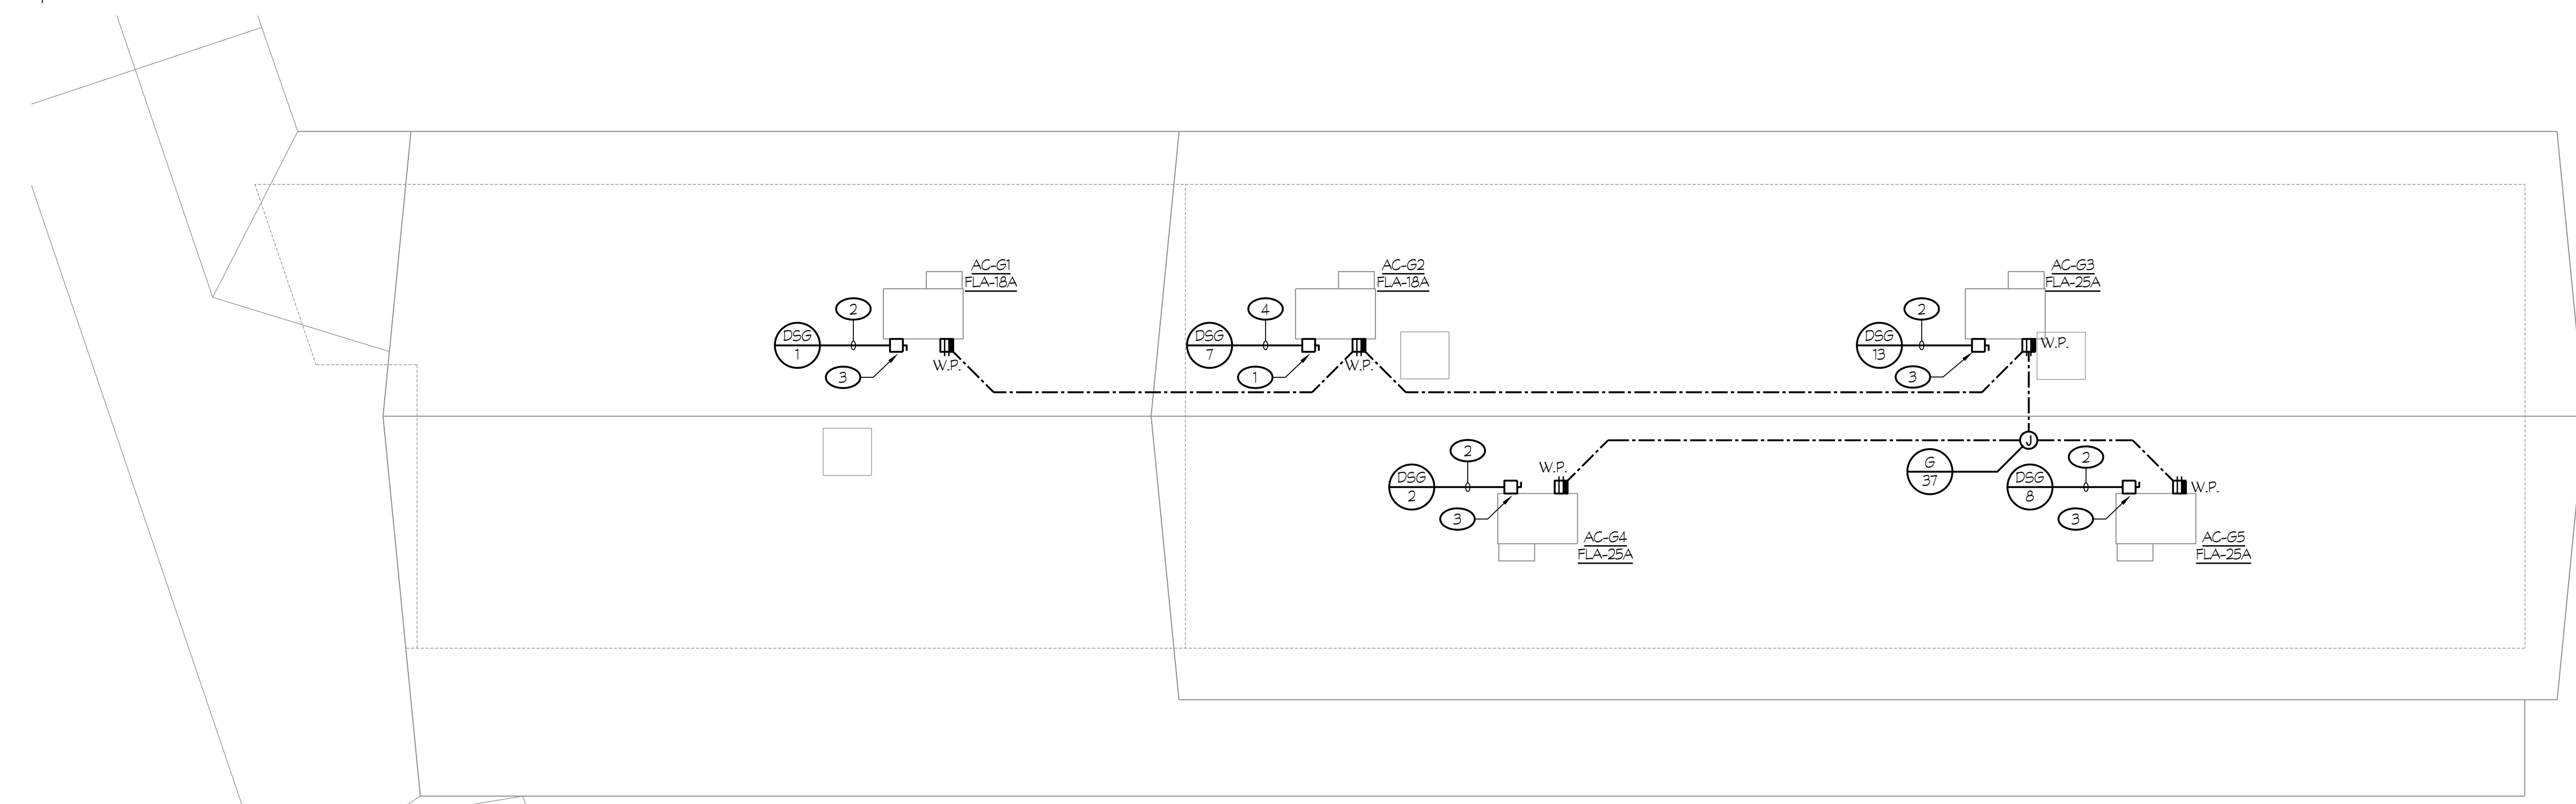 AC-G1
FLA-18A
2
DSG
1
3
W.P.
AC-G2
FLA-18A
4
DSG
7
1
W.P.
AC-G3
FLA-25A
2
DSG
13
3
W.P.
2
DSG
2
3
W.P.
AC-G4
FLA-25A
J
G
37
2
DSG
8
3
W.P.
AC-G5
FLA-25A